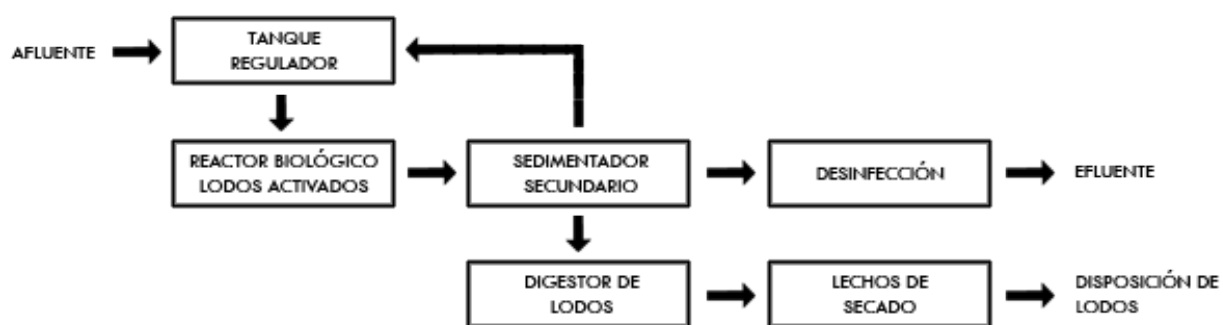 AFLUENTE
TANQUE
REGULADOR
REACTOR BIOLÓGICO
LODOS ACTIVADOS
SEDIMENTADOR
SECUNDARIO
DESINFECCIÓN
EFLUENTE
DIGESTOR DE
LODOS
LECHOS DE
SECADO
DISPOSICIÓN DE
LODOS